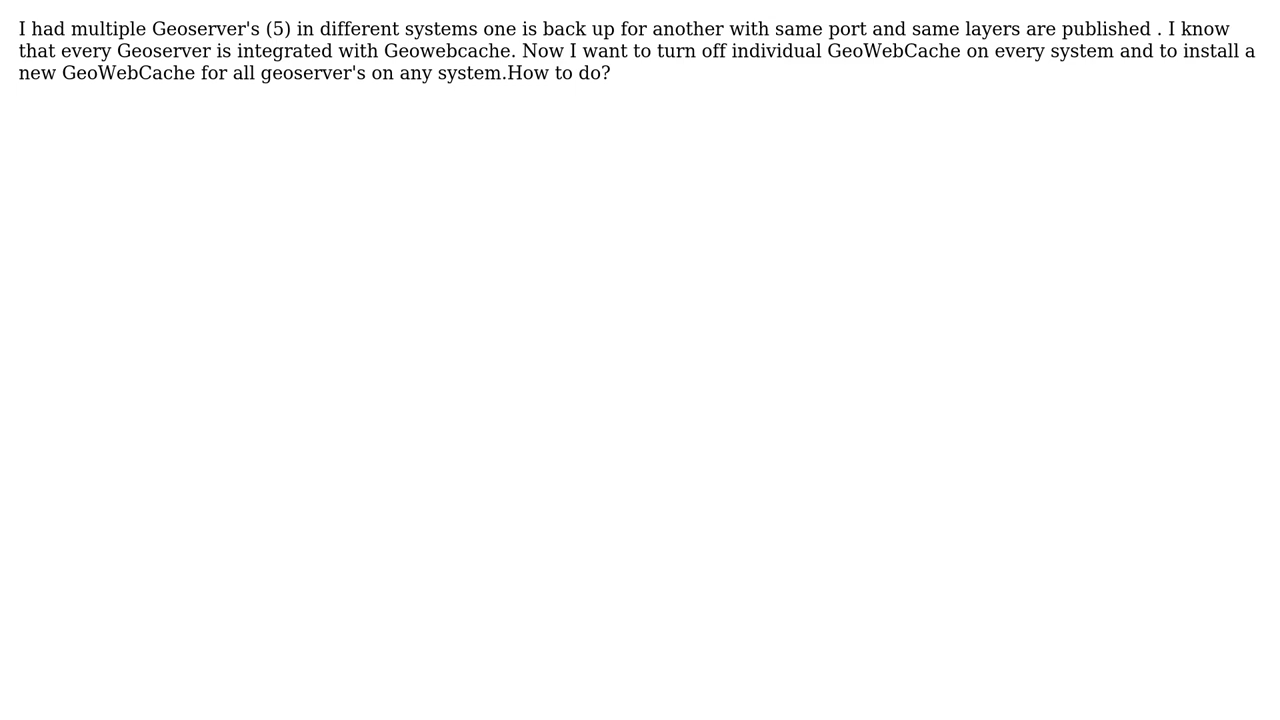 I had multiple Geoserver's (5) in different systems one is back up for another with same port and same layers are published . I know
that every Geoserver is integrated with Geowebcache. Now I want to turn off individual GeoWebCache on every system and to install a
new GeoWebCache for all geoserver's on any system.How to do?